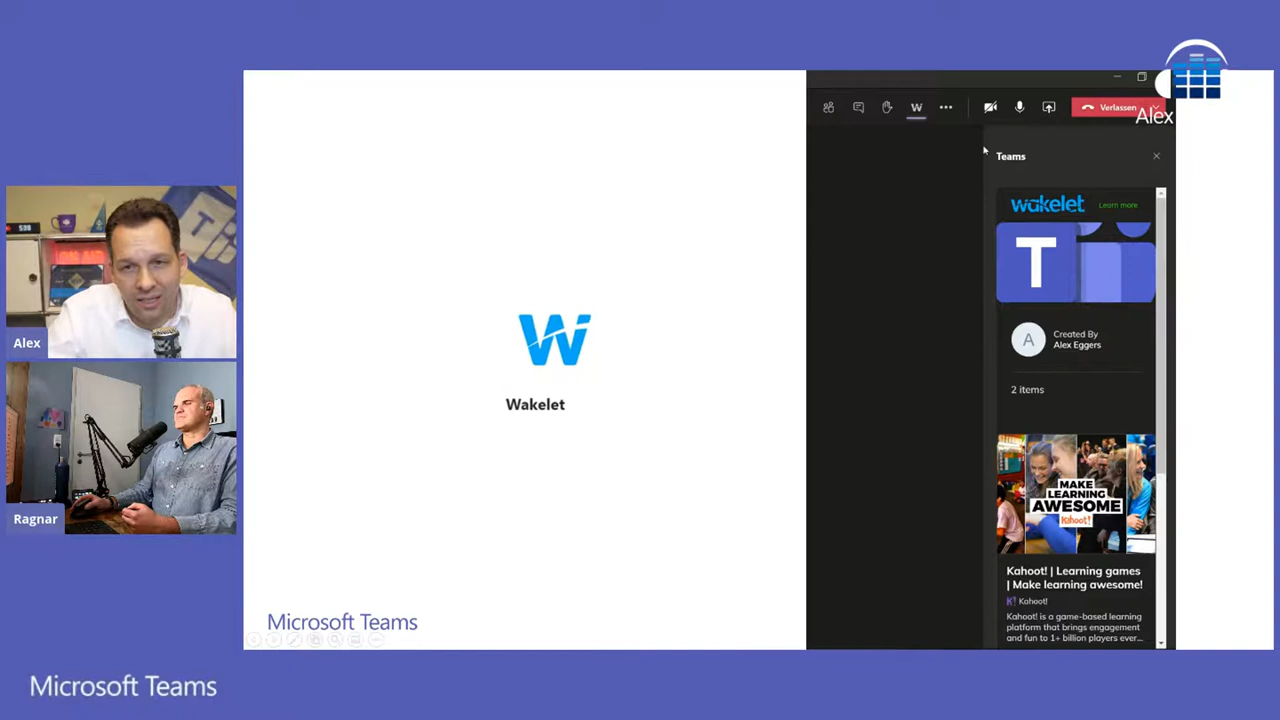 Alex
Verlassen
Teams
wakelet
Learn more
T
Created By
A
Alex Eggers
2 items
MAKE
LEARNING
AWESOME
Kahoot!
Kahoot! | Learning games
| Make learning awesome!
K! Kahoot!
Kahoot! is a game-based learning
platform that brings engagement
and fun to 1+ billion players ever...
Wakelet
Microsoft Teams
Alex
Ragnar
Microsoft Teams